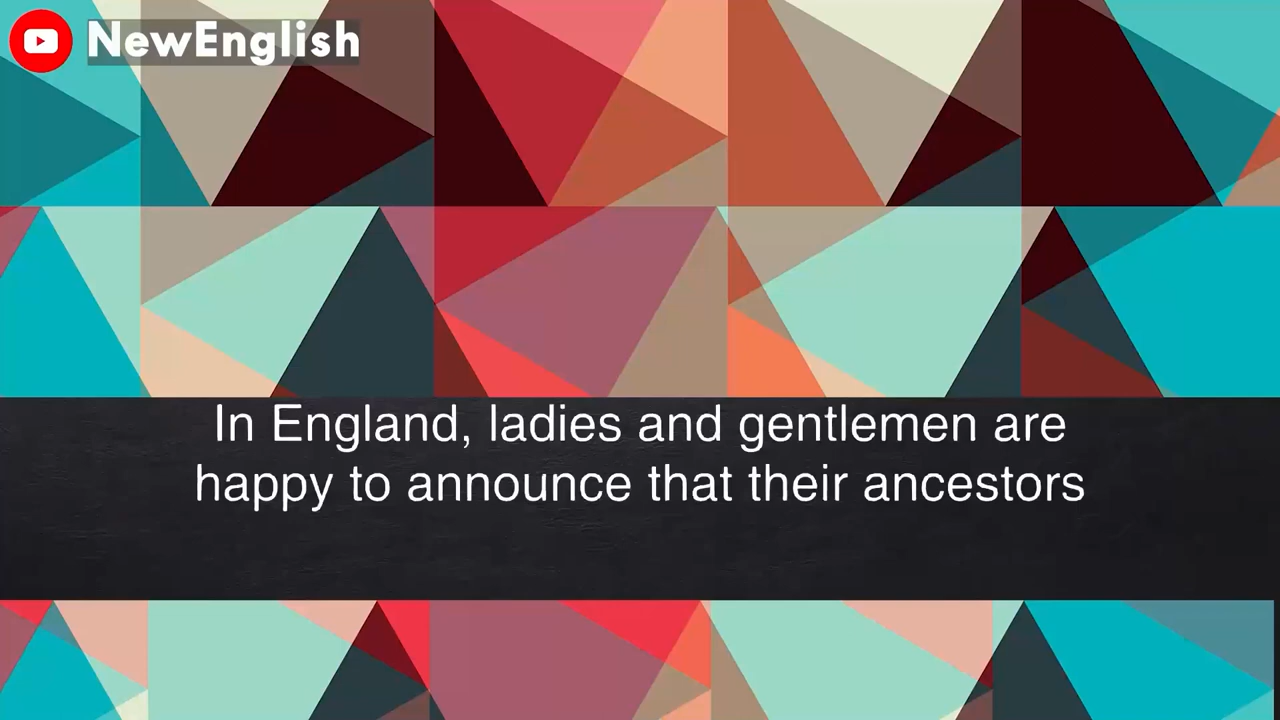 NewEnglish
In England, ladies and gentlemen are
happy to announce that their ancestors